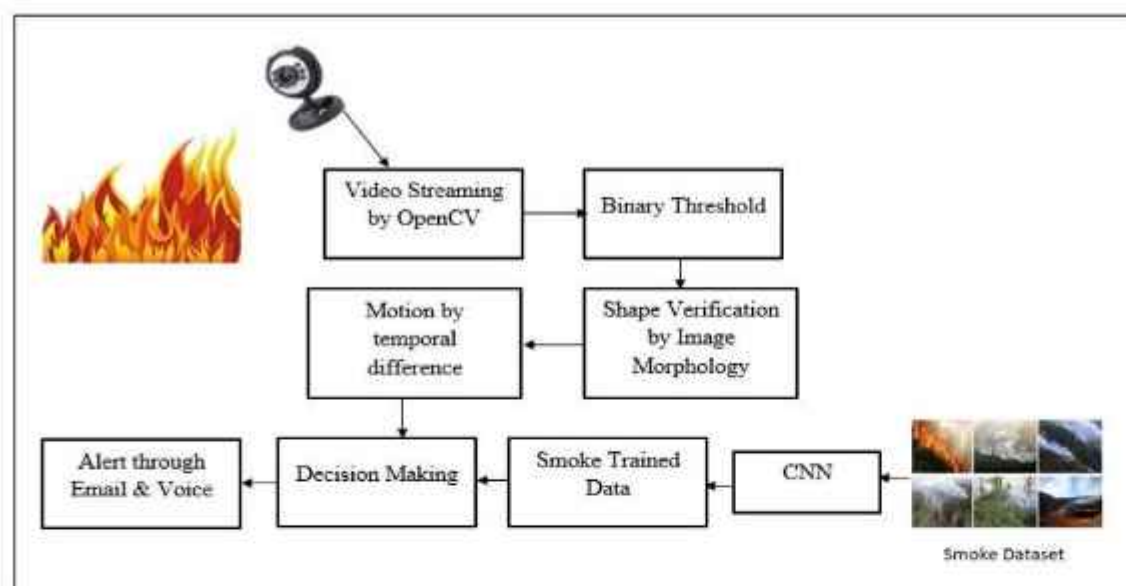 Video Streaming
by OpenCV
Binary Threshold
Motion by
temporal
difference
Shape Verification
by Image
Morphology
Alert through
Email & Voice
Decision Making
Smoke Trained
Data
CNN
Smoke Dataset